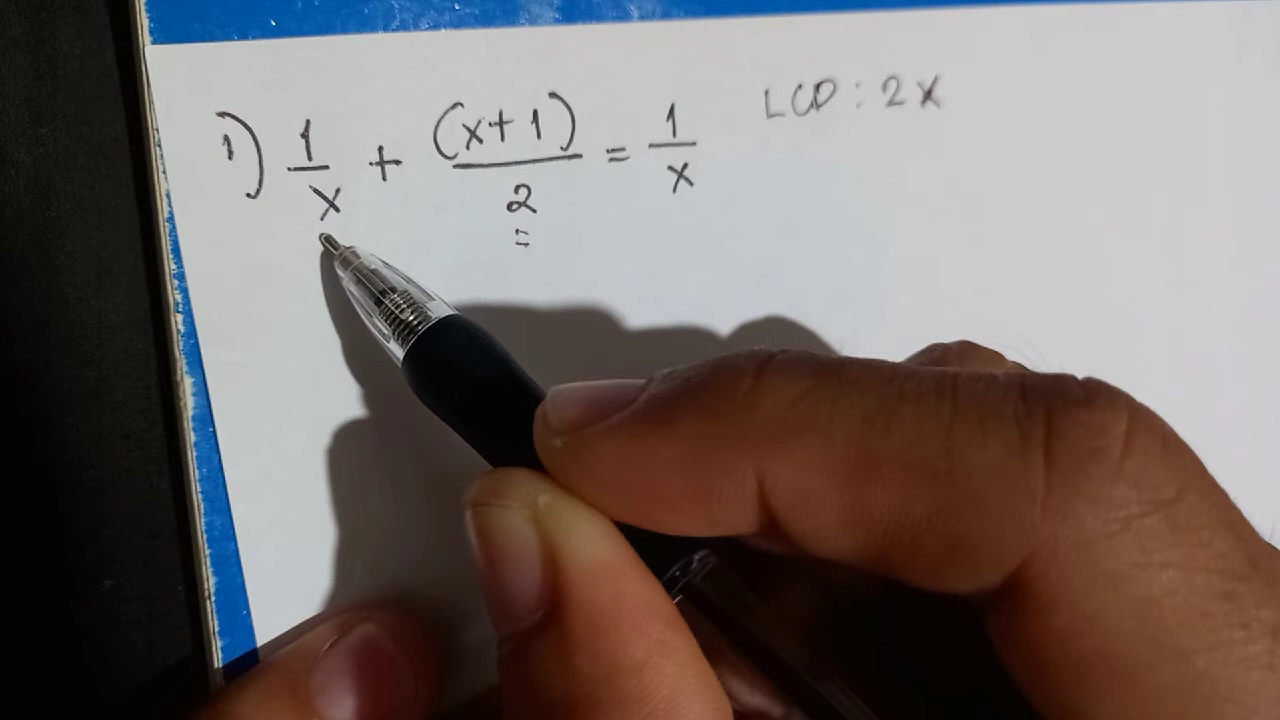 1) 1/x + (x+1)/2 = 1/x
LCD: 2x